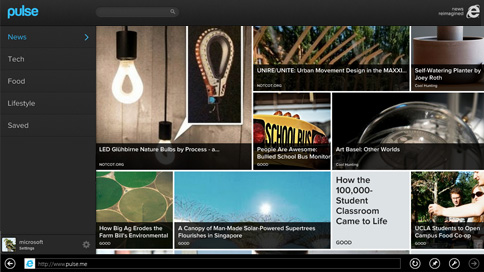 pulse
news
reimagined
News
Tech
Food
Lifestyle
Saved
microsoft
Settings
LED Glühbirne Nature Bulbs by Process - a...
NOTCOT.ORG
UNIRE/UNITE: Urban Movement Design in the MAXXI...
NOTCOT.ORG
Self-Watering Planter by
Joey Roth
Cool Hunting
SCHOOL BUS
People Are Awesome:
Bullied School Bus Monitor
GOOD
Art Basel: Other Worlds
Cool Hunting
How Big Ag Erodes the
Farm Bill's Environmental
GOOD
A Canopy of Man-Made Solar-Powered Supertrees
Flourishes in Singapore
GOOD
How the
100,000-
Student
Classroom
Came to Life
GOOD
UCLA Students to Open
Campus Food Co-op
GOOD
http://www.pulse.me